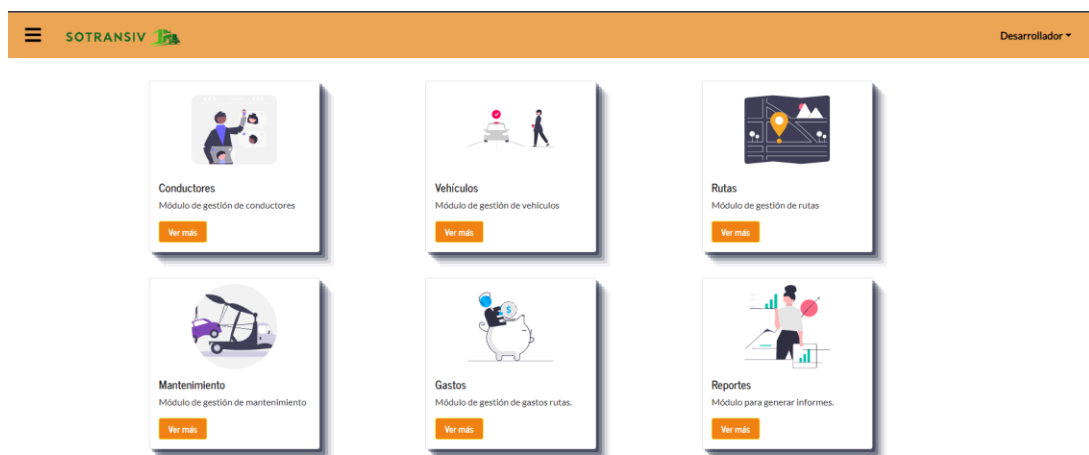 SOTRANSIV
Desarrollador
Conductores
Módulo de gestión de conductores
Ver más
Vehículos
Módulo de gestión de vehículos
Ver más
Rutas
Módulo de gestión de rutas
Ver más
Mantenimiento
Módulo de gestión de mantenimiento
Ver más
$
Gastos
Módulo de gestión de gastos rutas.
Ver más
Reportes
Módulo para generar informes.
Ver más